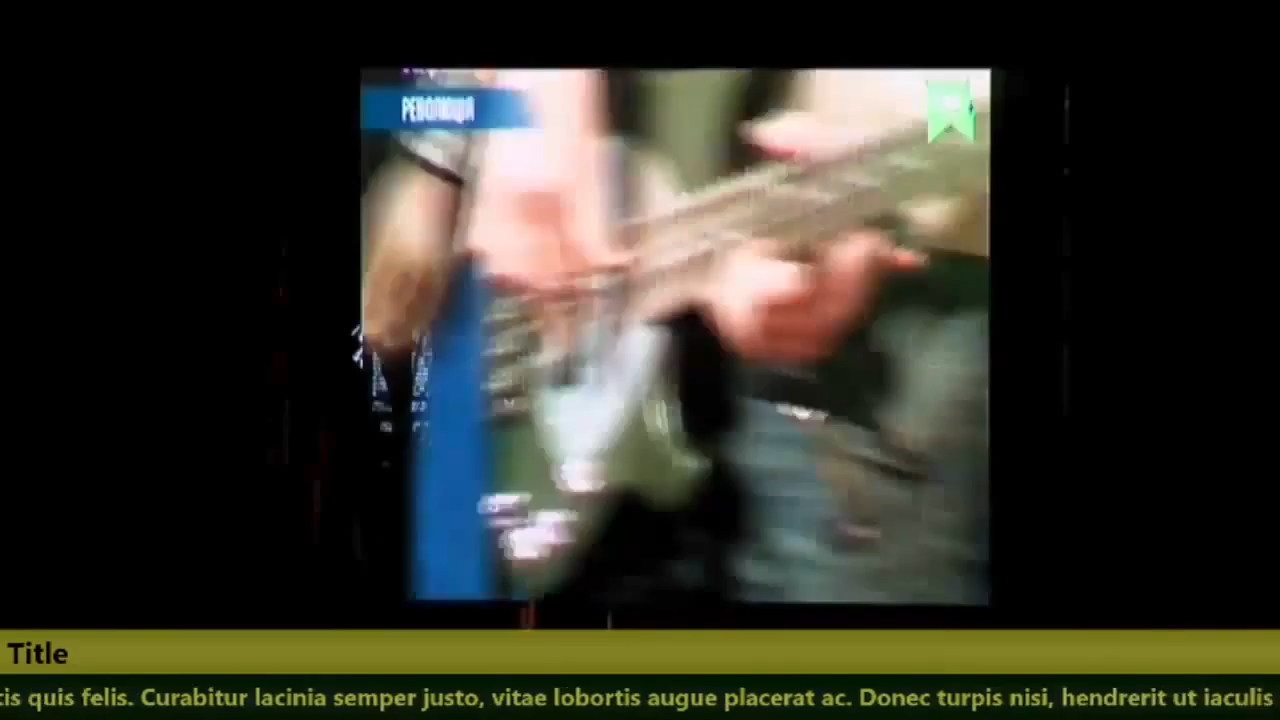 РЕВОЛЮЦІЯ
Title
tis quis felis. Curabitur lacinia semper justo, vitae lobortis augue placerat ac. Donec turpis nisi, hendrerit ut iaculis